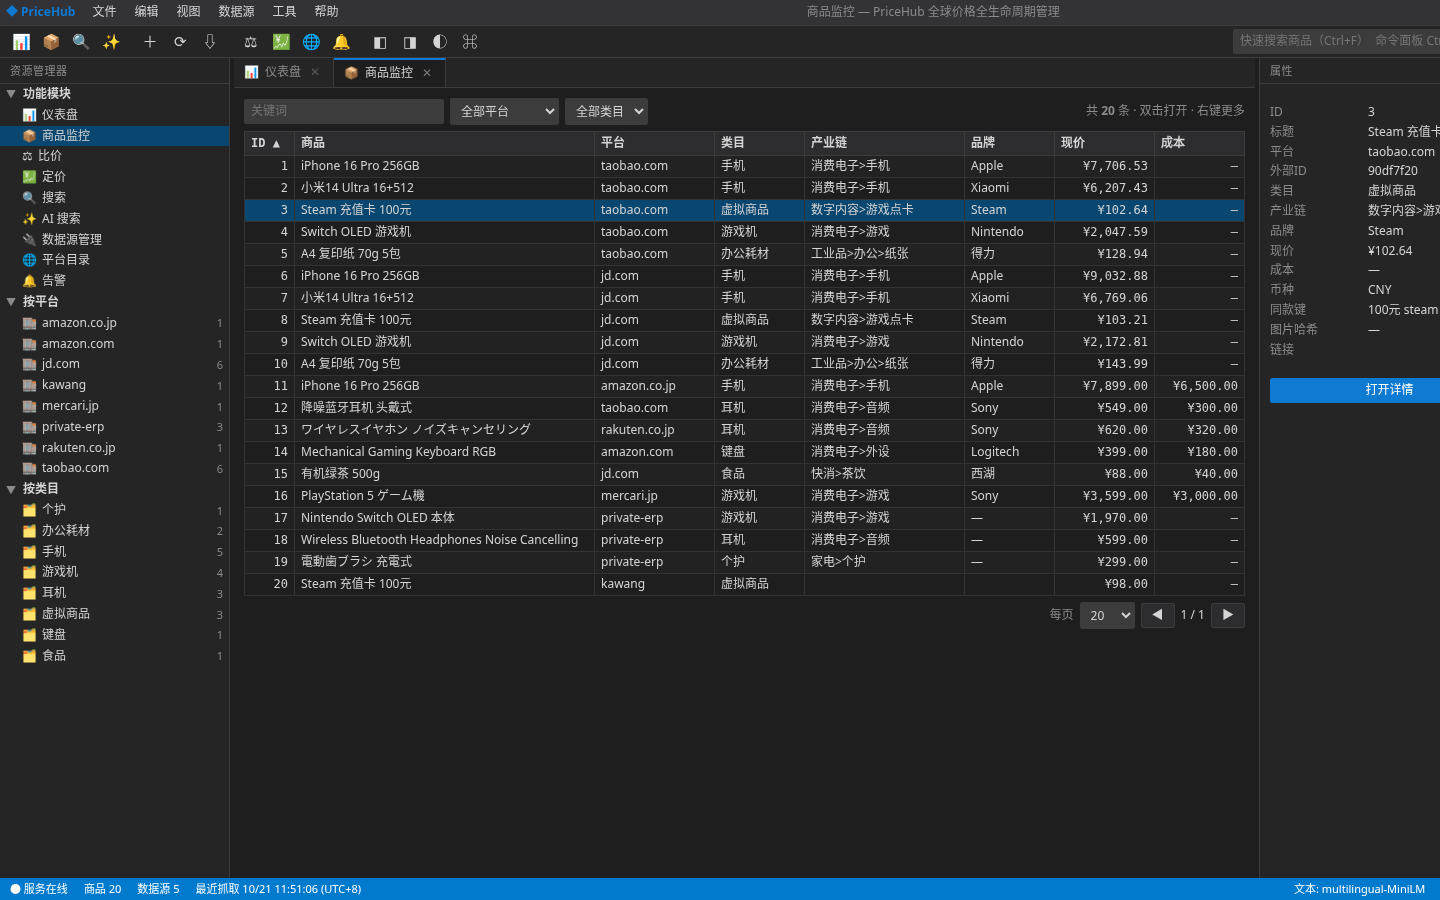 PriceHub 文件 编辑 视图 数据源 工具 帮助 商品监控 — PriceHub 全球价格全生命周期管理
快速搜索商品（Ctrl+F） 命令面板 Ctr
资源管理器
功能模块
仪表盘
商品监控
比价
定价
搜索
AI 搜索
数据源管理
平台目录
告警
按平台
amazon.co.jp 1
amazon.com 1
jd.com 6
kawang 1
mercari.jp 1
private-erp 3
rakuten.co.jp 1
taobao.com 6
按类目
个护 1
办公耗材 2
手机 5
游戏机 4
耳机 3
虚拟商品 3
键盘 1
食品 1
仪表盘 ✕ 商品监控 ✕
关键词 全部平台 全部类目 共 20 条 · 双击打开 · 右键更多
ID ▲ 商品 平台 类目 产业链 品牌 现价 成本
1 iPhone 16 Pro 256GB taobao.com 手机 消费电子>手机 Apple ¥7,706.53 —
2 小米14 Ultra 16+512 taobao.com 手机 消费电子>手机 Xiaomi ¥6,207.43 —
3 Steam 充值卡 100元 taobao.com 虚拟商品 数字内容>游戏点卡 Steam ¥102.64 —
4 Switch OLED 游戏机 taobao.com 游戏机 消费电子>游戏 Nintendo ¥2,047.59 —
5 A4 复印纸 70g 5包 taobao.com 办公耗材 工业品>办公>纸张 得力 ¥128.94 —
6 iPhone 16 Pro 256GB jd.com 手机 消费电子>手机 Apple ¥9,032.88 —
7 小米14 Ultra 16+512 jd.com 手机 消费电子>手机 Xiaomi ¥6,769.06 —
8 Steam 充值卡 100元 jd.com 虚拟商品 数字内容>游戏点卡 Steam ¥103.21 —
9 Switch OLED 游戏机 jd.com 游戏机 消费电子>游戏 Nintendo ¥2,172.81 —
10 A4 复印纸 70g 5包 jd.com 办公耗材 工业品>办公>纸张 得力 ¥143.99 —
11 iPhone 16 Pro 256GB amazon.co.jp 手机 消费电子>手机 Apple ¥7,899.00 ¥6,500.00
12 降噪蓝牙耳机 头戴式 taobao.com 耳机 消费电子>音频 Sony ¥549.00 ¥300.00
13 ワイヤレスイヤホン ノイズキャンセリング rakuten.co.jp 耳机 消费电子>音频 Sony ¥620.00 ¥320.00
14 Mechanical Gaming Keyboard RGB amazon.com 键盘 消费电子>外设 Logitech ¥399.00 ¥180.00
15 有机绿茶 500g jd.com 食品 快消>茶饮 西湖 ¥88.00 ¥40.00
16 PlayStation 5 ゲーム機 mercari.jp 游戏机 消费电子>游戏 Sony ¥3,599.00 ¥3,000.00
17 Nintendo Switch OLED 本体 private-erp 游戏机 消费电子>游戏 — ¥1,970.00 —
18 Wireless Bluetooth Headphones Noise Cancelling private-erp 耳机 消费电子>音频 — ¥599.00 —
19 電動歯ブラシ 充電式 private-erp 个护 家电>个护 — ¥299.00 —
20 Steam 充值卡 100元 kawang 虚拟商品 ¥98.00 —
每页 20 ◀ 1 / 1 ▶
属性
ID 3
标题 Steam 充值卡
平台 taobao.com
外部ID 90df7f20
类目 虚拟商品
产业链 数字内容>游戏
品牌 Steam
现价 ¥102.64
成本 —
币种 CNY
同款键 100元 steam
图片哈希 —
链接
打开详情
服务在线 商品 20 数据源 5 最近抓取 10/21 11:51:06 (UTC+8) 文本: multilingual-MiniLM